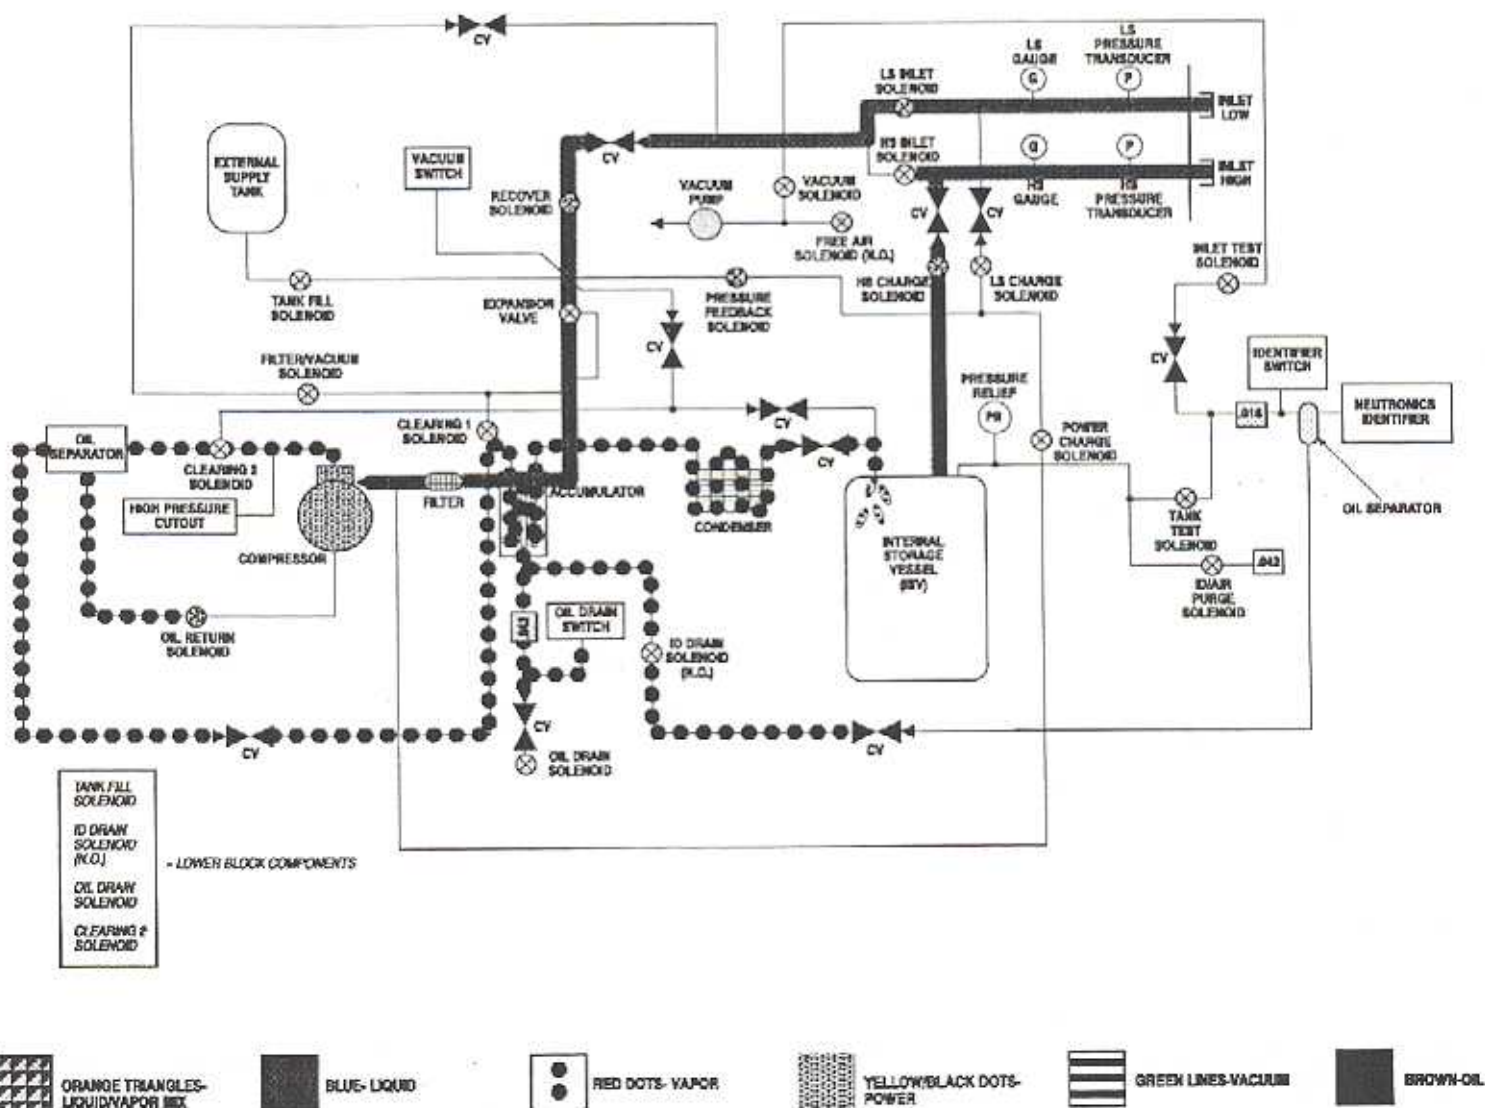 CV
LS
GAUGE
LS
PRESSURE
TRANSDUCER
LS INLET
SOLENOID
G
P
INLET
LOW
EXTERNAL
SUPPLY
TANK
VACUUM
SWITCH
CV
HS INLET
SOLENOID
G
P
INLET
HIGH
RECOVER
SOLENOID
VACUUM
PUMP
VACUUM
SOLENOID
CV
CV
HS
GAUGE
HS
PRESSURE
TRANSDUCER
FREE AIR
SOLENOID (N.O.)
INLET TEST
SOLENOID
TANK FILL
SOLENOID
EXPANSION
VALVE
PRESSURE
FEEDBACK
SOLENOID
HS CHARGE
SOLENOID
LS CHARGE
SOLENOID
CV
CV
IDENTIFIER
SWITCH
FILTER/VACUUM
SOLENOID
PRESSURE
RELIEF
PR
CV
.016
NEUTRONICS
IDENTIFIER
OIL
SEPARATOR
CLEARING 1
SOLENOID
CV
POWER
CHARGE
SOLENOID
CLEARING 2
SOLENOID
HIGH PRESSURE
CUTOUT
COMPRESSOR
FILTER
ACCUMULATOR
CONDENSER
INTERNAL
STORAGE
VESSEL
(ISV)
TANK
TEST
SOLENOID
OIL SEPARATOR
.042
ID/AIR
PURGE
SOLENOID
OIL RETURN
SOLENOID
.042
OIL DRAIN
SWITCH
ID DRAIN
SOLENOID
(N.O.)
CV
CV
CV
OIL DRAIN
SOLENOID
TANK FILL
SOLENOID
ID DRAIN
SOLENOID
(N.O.)
OIL DRAIN
SOLENOID
CLEARING 2
SOLENOID
= LOWER BLOCK COMPONENTS
ORANGE TRIANGLES-
LIQUID/VAPOR MIX
BLUE- LIQUID
RED DOTS- VAPOR
YELLOW/BLACK DOTS-
POWER
GREEN LINES-VACUUM
BROWN-OIL